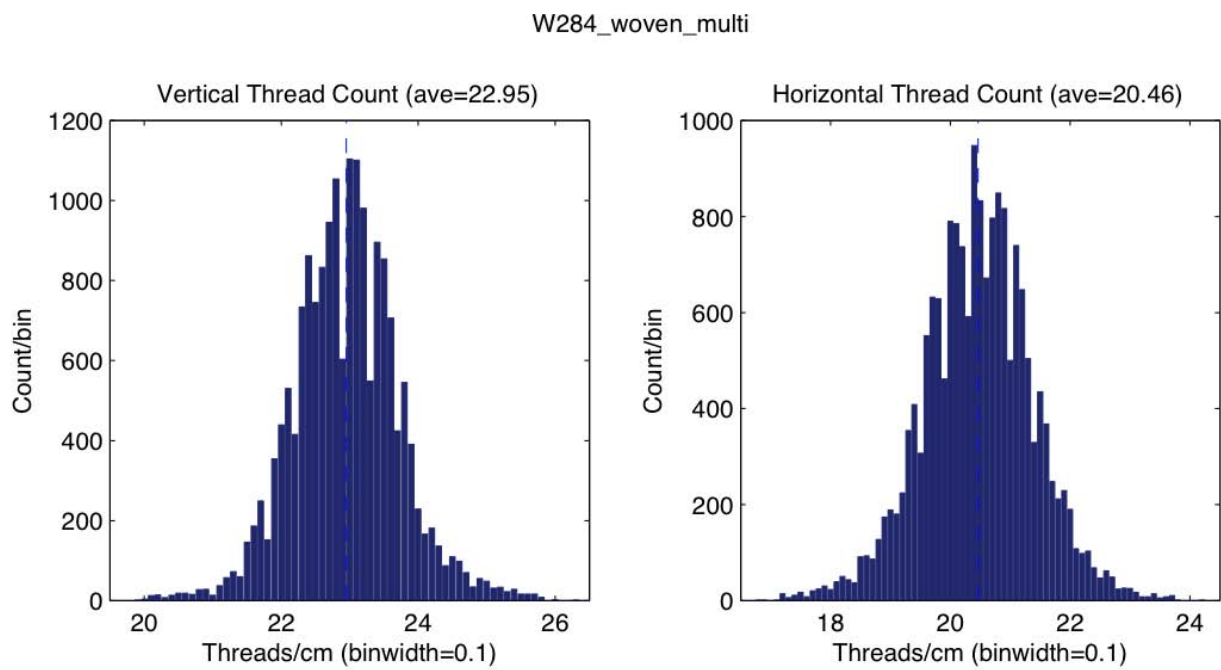 W284_woven_multi
Vertical Thread Count (ave=22.95)
1200
1000
800
600
400
200
0
Count/bin
20 22 24 26
Threads/cm (binwidth=0.1)
Horizontal Thread Count (ave=20.46)
1000
800
600
400
200
0
Count/bin
18 20 22 24
Threads/cm (binwidth=0.1)